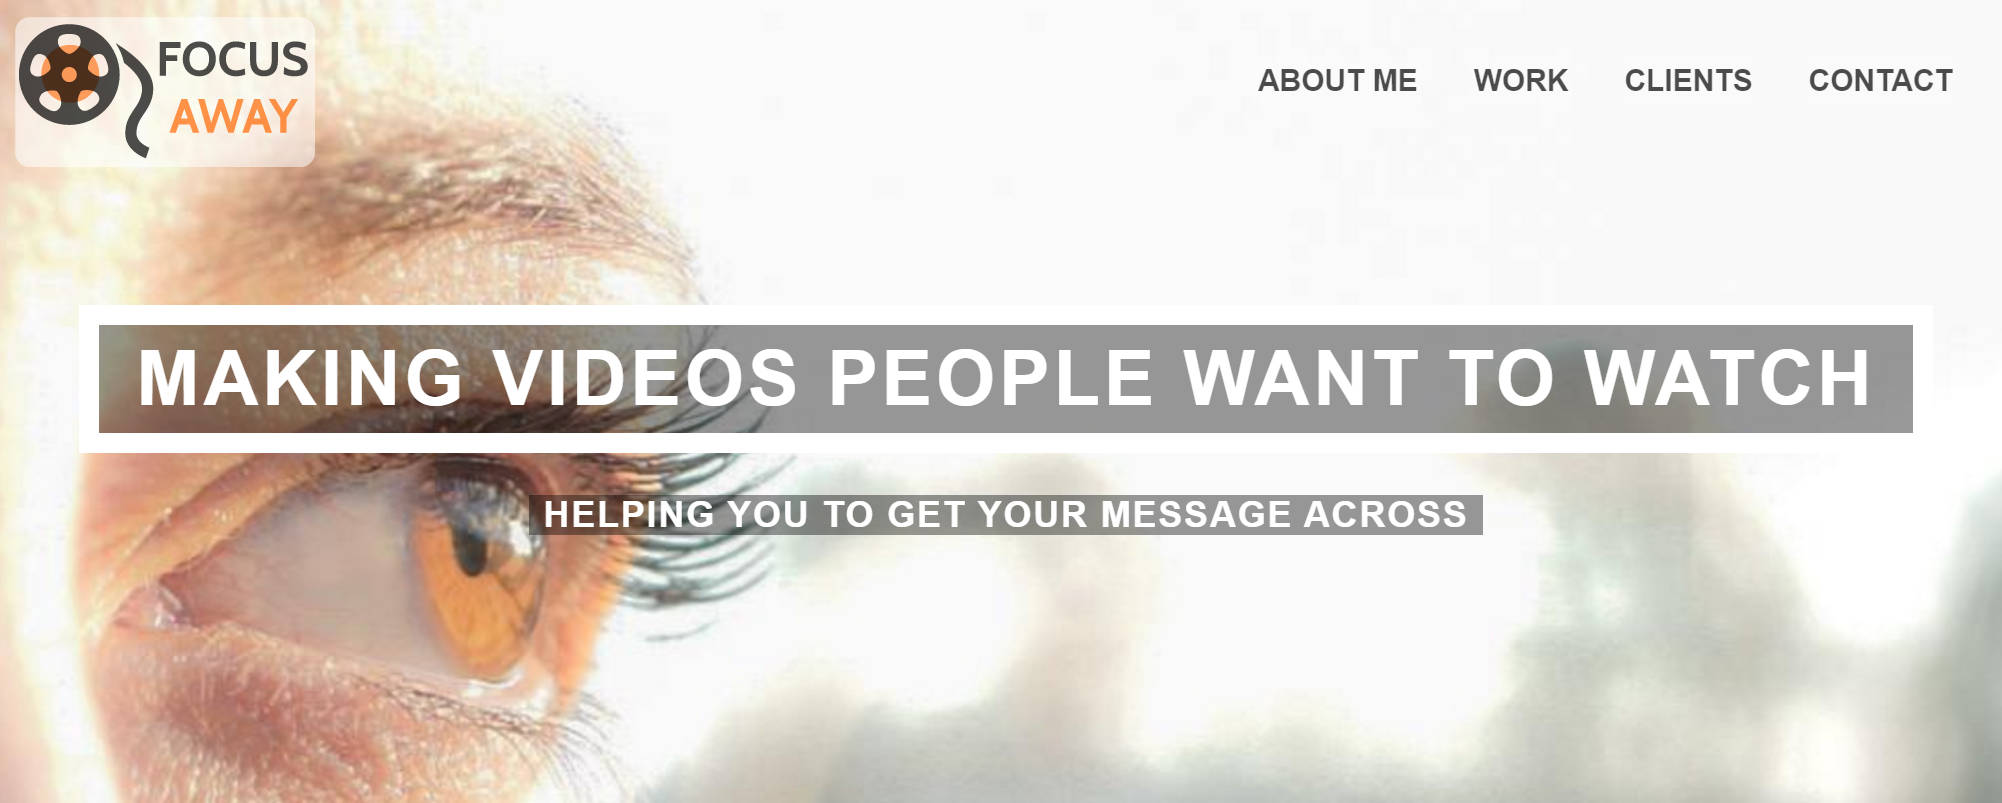 FOCUS
AWAY
ABOUT ME WORK CLIENTS CONTACT
MAKING VIDEOS PEOPLE WANT TO WATCH
HELPING YOU TO GET YOUR MESSAGE ACROSS